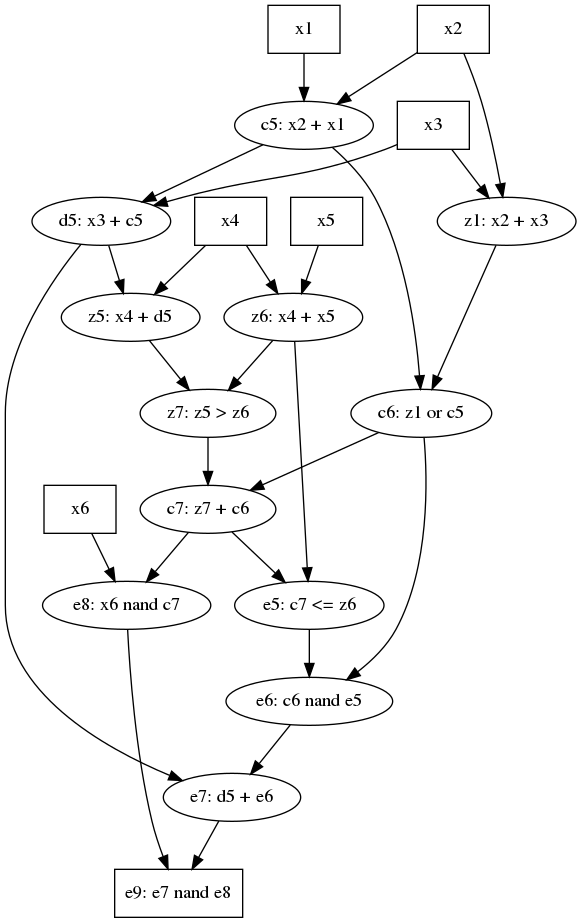 x1
x2
c5: x2 + x1
x3
d5: x3 + c5
x4
x5
z1: x2 + x3
z5: x4 + d5
z6: x4 + x5
z7: z5 > z6
c6: z1 or c5
x6
c7: z7 + c6
e8: x6 nand c7
e5: c7 <= z6
e6: c6 nand e5
e7: d5 + e6
e9: e7 nand e8